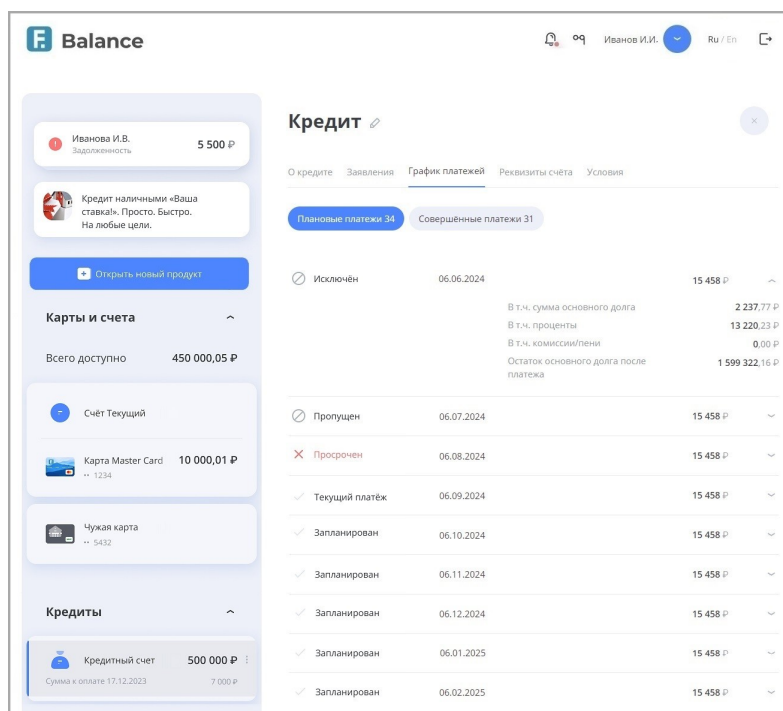 Balance
Иванов И.И.
Ru / En
Иванова И.В.
Задолженность
5 500 ₽
Кредит наличными «Ваша
ставка!». Просто. Быстро.
На любые цели.
Открыть новый продукт
Карты и счета
Всего доступно 450 000,05 ₽
Счёт Текущий
Карта Master Card 10 000,01 ₽
•• 1234
Чужая карта
•• 5432
Кредиты
Кредитный счет 500 000 ₽
Сумма к оплате 17.12.2023 7 000 ₽
Кредит
О кредите Заявления График платежей Реквизиты счёта Условия
Плановые платежи 34 Совершённые платежи 31
Исключён 06.06.2024 15 458 ₽
В т.ч. сумма основного долга 2 237,77 ₽
В т.ч. проценты 13 220,23 ₽
В т.ч. комиссии/пени 0,00 ₽
Остаток основного долга после 1 599 322,16 ₽
платежа
Пропущен 06.07.2024 15 458 ₽
Просрочен 06.08.2024 15 458 ₽
Текущий платёж 06.09.2024 15 458 ₽
Запланирован 06.10.2024 15 458 ₽
Запланирован 06.11.2024 15 458 ₽
Запланирован 06.12.2024 15 458 ₽
Запланирован 06.01.2025 15 458 ₽
Запланирован 06.02.2025 15 458 ₽